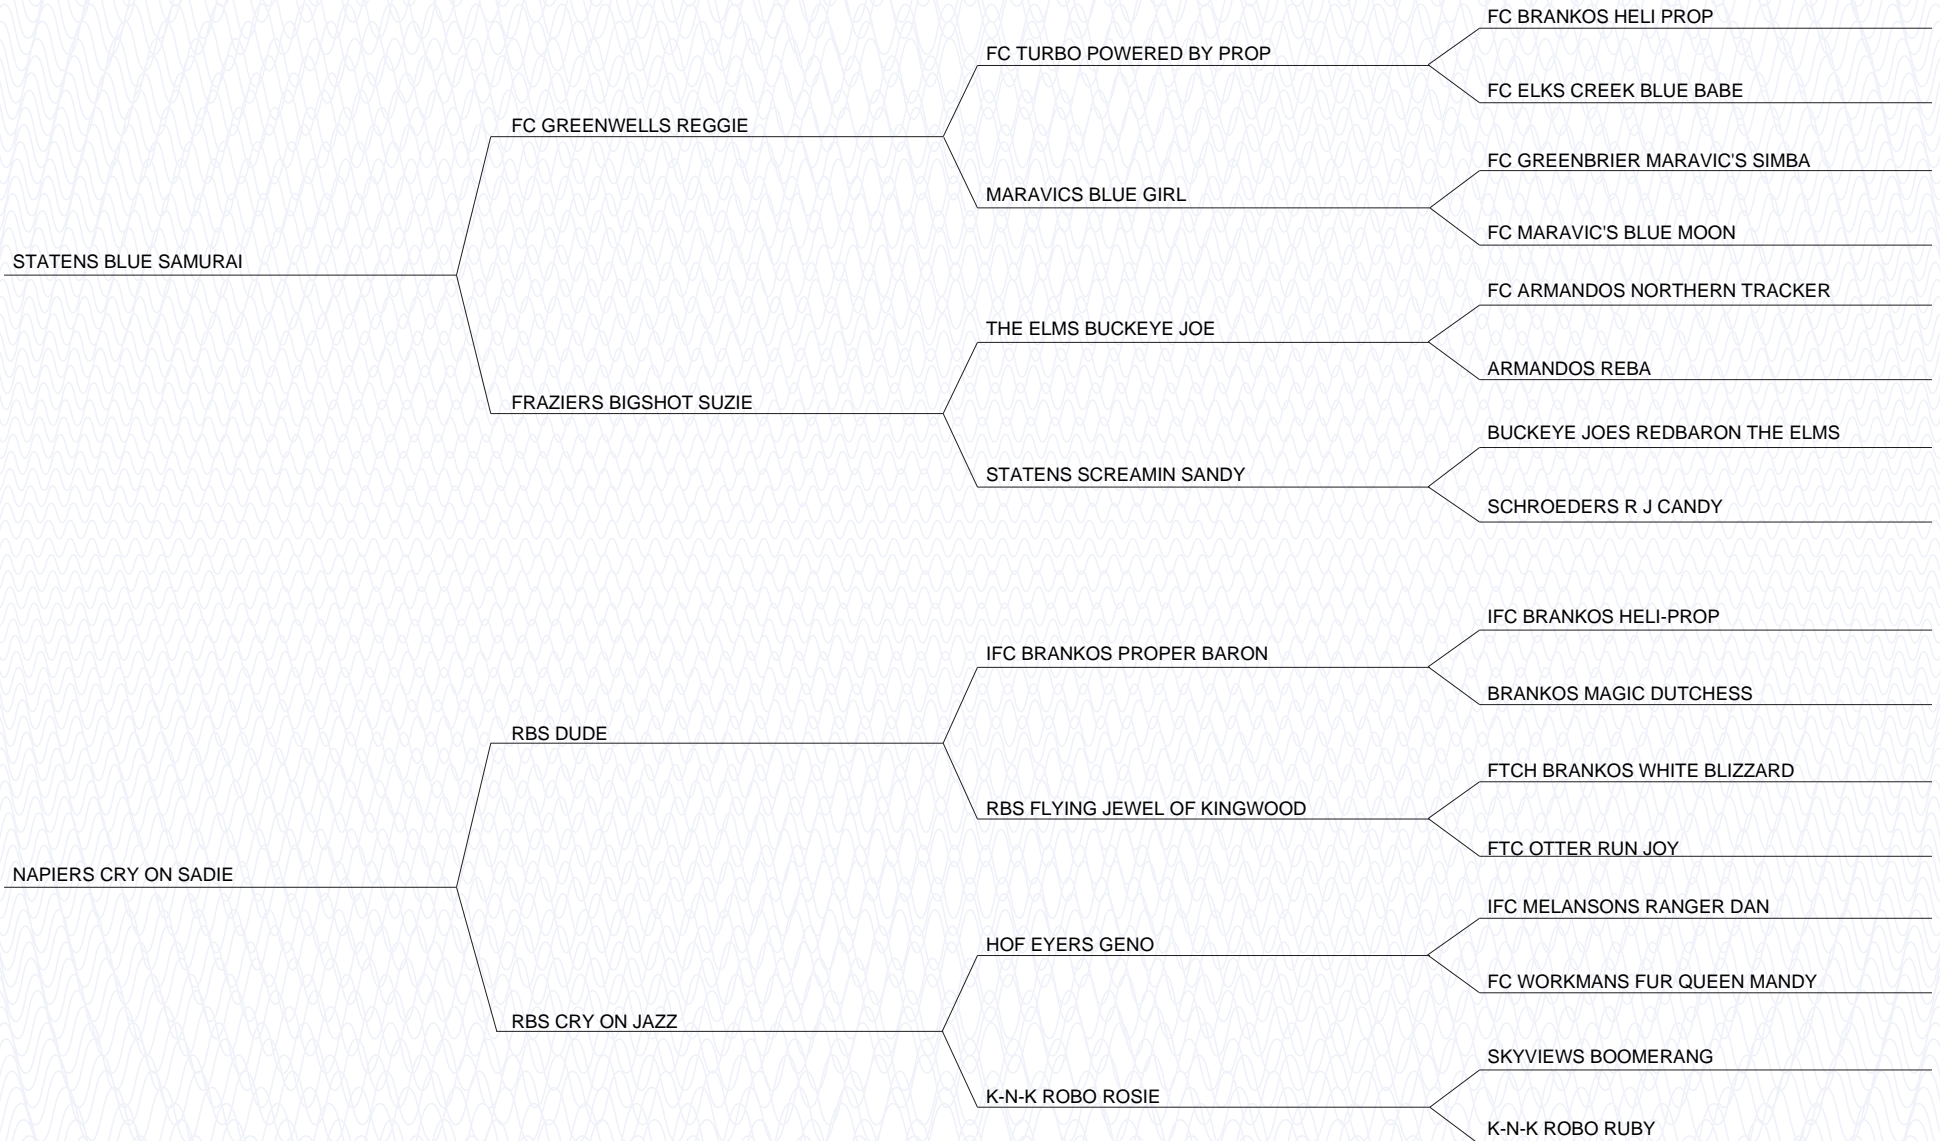 FC BRANKOS HELI PROP
FC TURBO POWERED BY PROP
FC ELKS CREEK BLUE BABE
FC GREENWELLS REGGIE
FC GREENBRIER MARAVIC'S SIMBA
MARAVICS BLUE GIRL
FC MARAVIC'S BLUE MOON
STATENS BLUE SAMURAI
FC ARMANDOS NORTHERN TRACKER
THE ELMS BUCKEYE JOE
ARMANDOS REBA
FRAZIERS BIGSHOT SUZIE
BUCKEYE JOES REDBARON THE ELMS
STATENS SCREAMIN SANDY
SCHROEDERS R J CANDY
IFC BRANKOS HELI-PROP
IFC BRANKOS PROPER BARON
BRANKOS MAGIC DUTCHESS
RBS DUDE
FTCH BRANKOS WHITE BLIZZARD
RBS FLYING JEWEL OF KINGWOOD
FTC OTTER RUN JOY
NAPIERS CRY ON SADIE
IFC MELANSONS RANGER DAN
HOF EYERS GENO
FC WORKMANS FUR QUEEN MANDY
RBS CRY ON JAZZ
SKYVIEWS BOOMERANG
K-N-K ROBO ROSIE
K-N-K ROBO RUBY